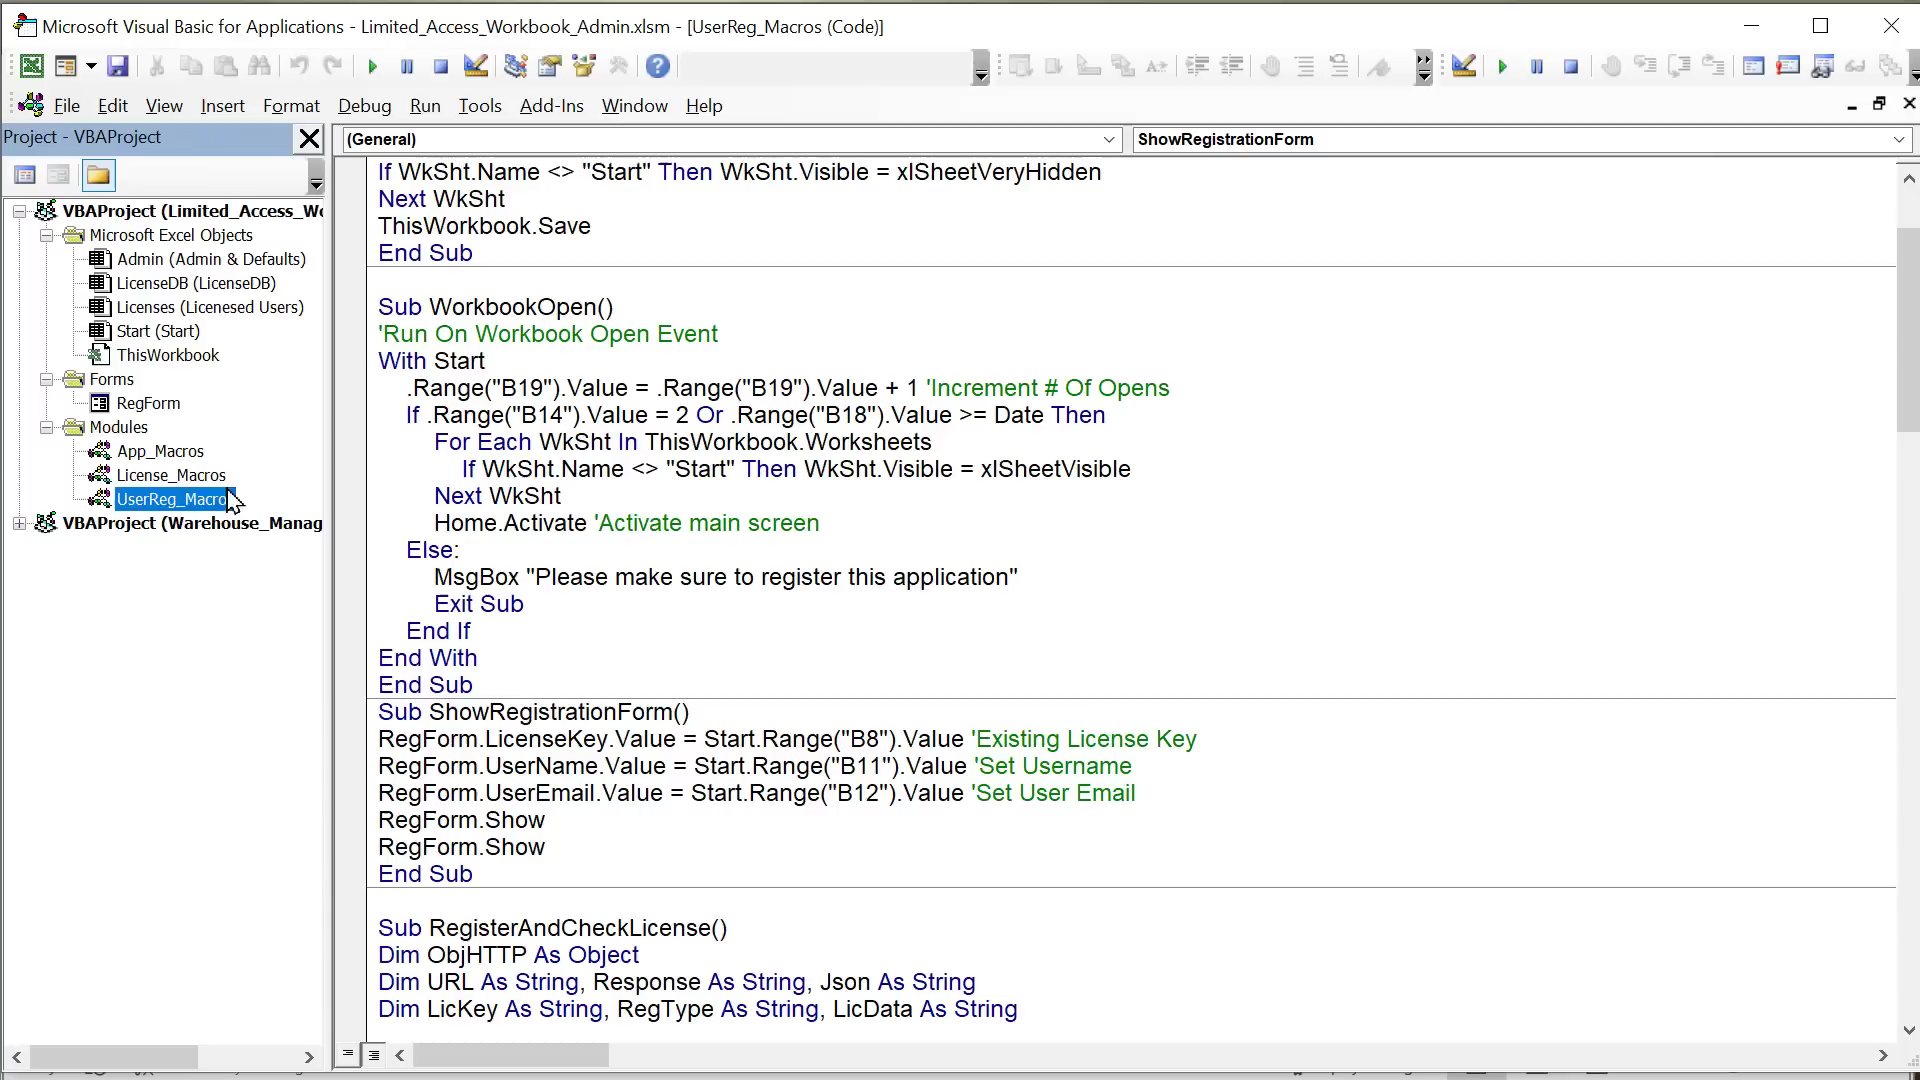 Microsoft Visual Basic for Applications - Limited_Access_Workbook_Admin.xlsm - [UserReg_Macros (Code)]
File Edit View Insert Format Debug Run Tools Add-Ins Window Help
Project - VBAProject
(General)
ShowRegistrationForm
VBAProject (Limited_Access_Wo
Microsoft Excel Objects
Admin (Admin & Defaults)
LicenseDB (LicenseDB)
Licenses (Licenesed Users)
Start (Start)
ThisWorkbook
Forms
RegForm
Modules
App_Macros
License_Macros
UserReg_Macro
VBAProject (Warehouse_Manag
If WkSht.Name <> "Start" Then WkSht.Visible = xlSheetVeryHidden
Next WkSht
ThisWorkbook.Save
End Sub
Sub WorkbookOpen()
'Run On Workbook Open Event
With Start
.Range("B19").Value = .Range("B19").Value + 1 'Increment # Of Opens
If .Range("B14").Value = 2 Or .Range("B18").Value >= Date Then
For Each WkSht In ThisWorkbook.Worksheets
If WkSht.Name <> "Start" Then WkSht.Visible = xlSheetVisible
Next WkSht
Home.Activate 'Activate main screen
Else:
MsgBox "Please make sure to register this application"
Exit Sub
End If
End With
End Sub
Sub ShowRegistrationForm()
RegForm.LicenseKey.Value = Start.Range("B8").Value 'Existing License Key
RegForm.UserName.Value = Start.Range("B11").Value 'Set Username
RegForm.UserEmail.Value = Start.Range("B12").Value 'Set User Email
RegForm.Show
RegForm.Show
End Sub
Sub RegisterAndCheckLicense()
Dim ObjHTTP As Object
Dim URL As String, Response As String, Json As String
Dim LicKey As String, RegType As String, LicData As String